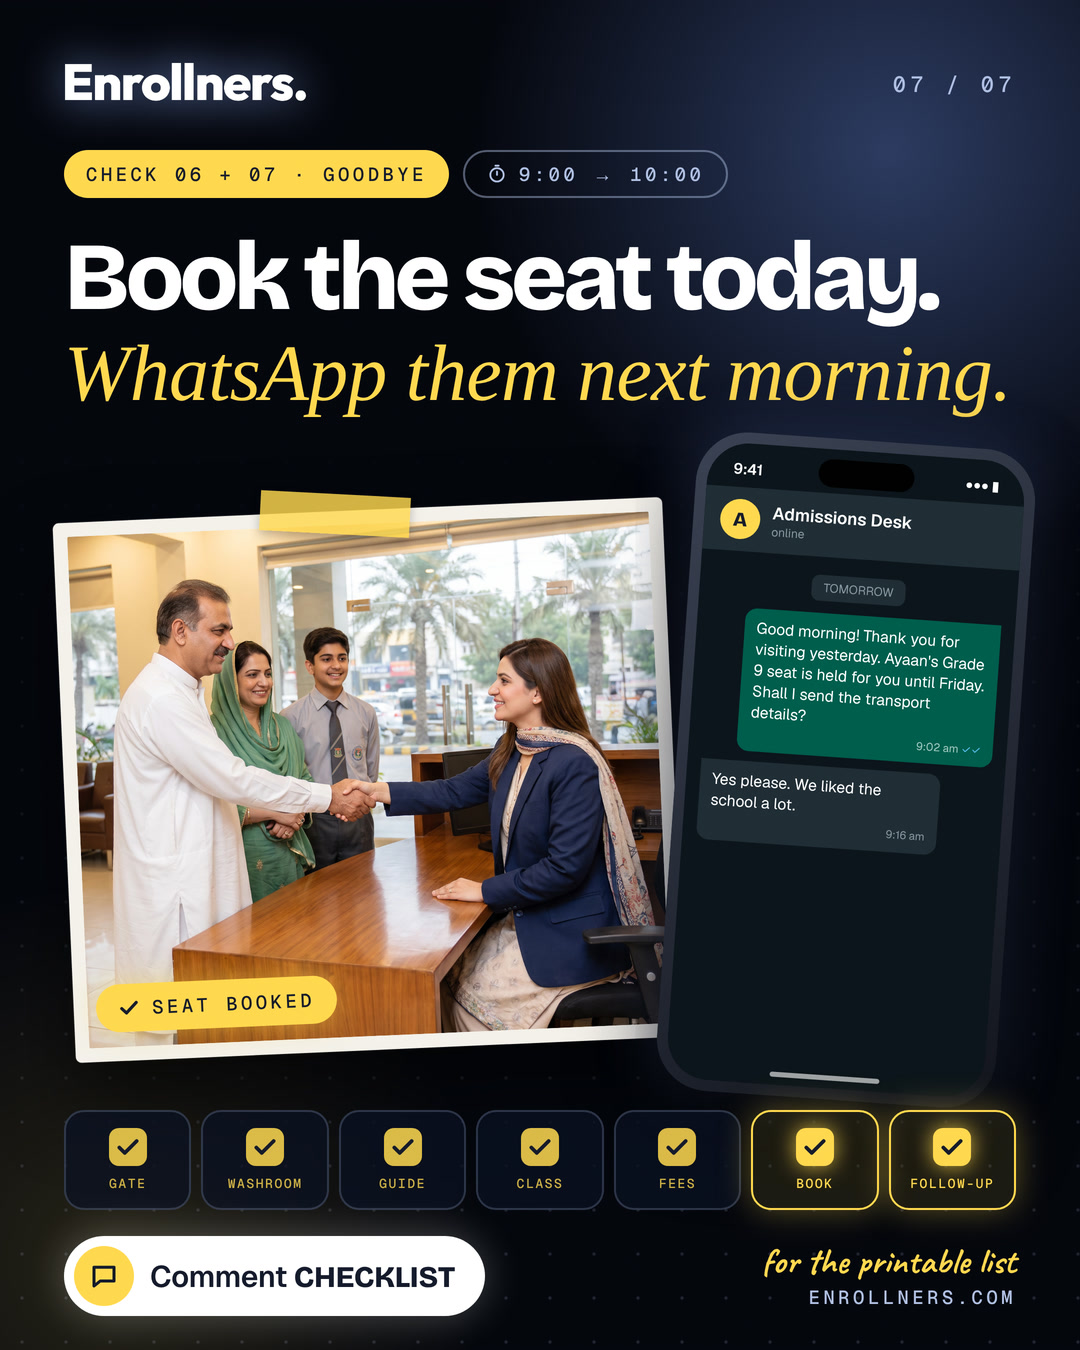 Enrollners.
07 / 07
CHECK 06 + 07 · GOODBYE
9:00 → 10:00
Book the seat today.
WhatsApp them next morning.
9:41
A
Admissions Desk
online
TOMORROW
Good morning! Thank you for
visiting yesterday. Ayaan's Grade
9 seat is held for you until Friday.
Shall I send the transport
details?
9:02 am
Yes please. We liked the
school a lot.
9:16 am
SEAT BOOKED
GATE
WASHROOM
GUIDE
CLASS
FEES
BOOK
FOLLOW-UP
Comment CHECKLIST
for the printable list
ENROLLNERS.COM